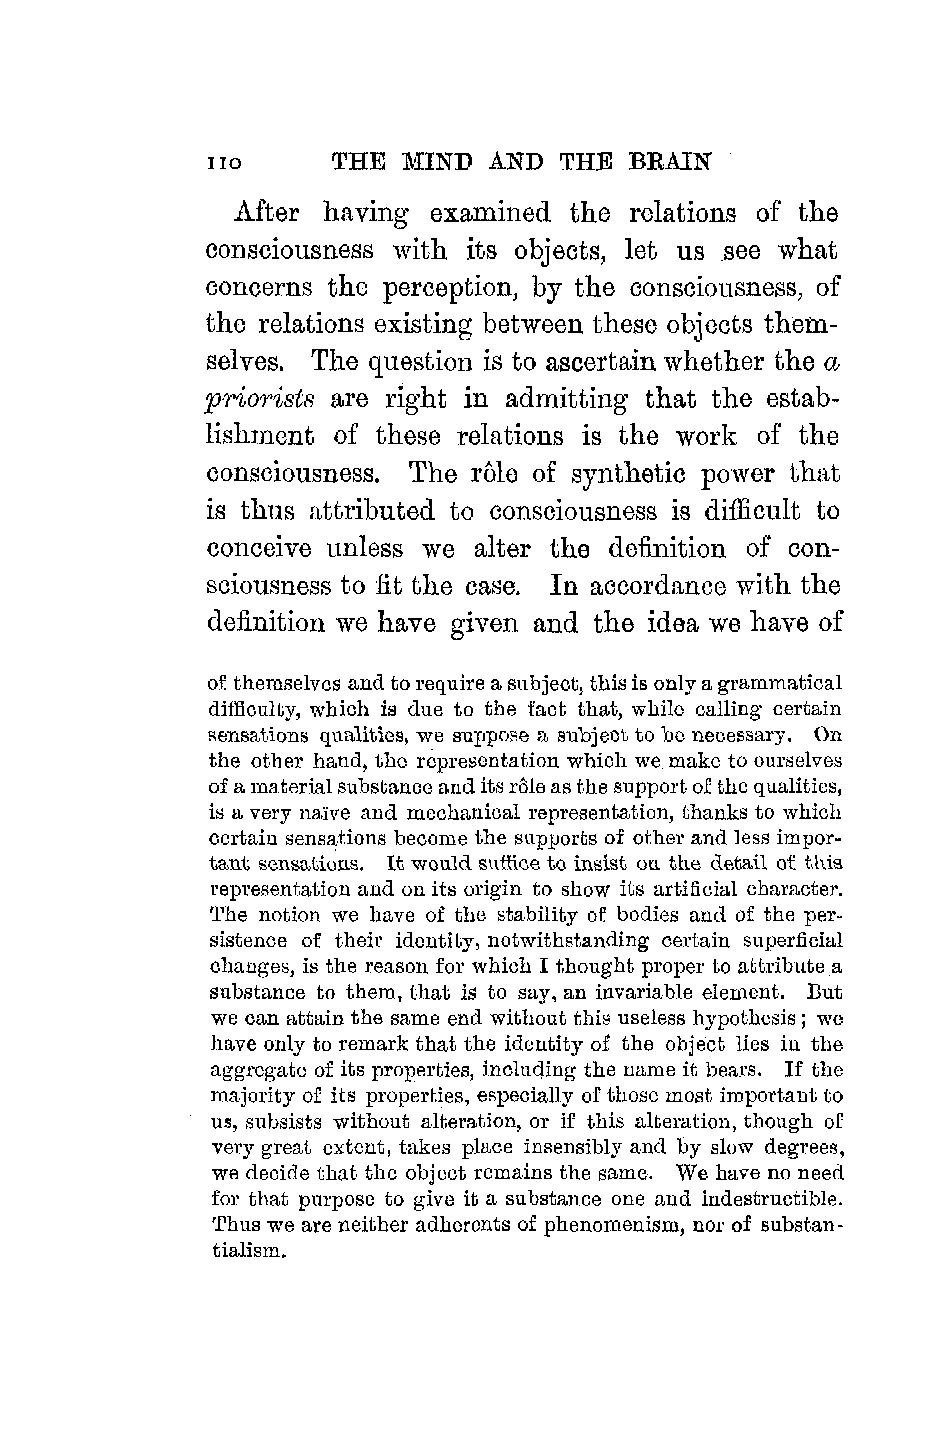 110 THE MIND AND THE BRAIN
After having examined the relations of the
consciousness with its objects, let us see what
concerns the perception, by the consciousness, of
the relations existing between these objects them-
selves. The question is to ascertain whether the a
priorists are right in admitting that the estab-
lishment of these relations is the work of the
consciousness. The rôle of synthetic power that
is thus attributed to consciousness is difficult to
conceive unless we alter the definition of con-
sciousness to fit the case. In accordance with the
definition we have given and the idea we have of
of themselves and to require a subject, this is only a grammatical
difficulty, which is due to the fact that, while calling certain
sensations qualities, we suppose a subject to be necessary. On
the other hand, the representation which we make to ourselves
of a material substance and its rôle as the support of the qualities,
is a very naïve and mechanical representation, thanks to which
certain sensations become the supports of other and less impor-
tant sensations. It would suffice to insist on the detail of this
representation and on its origin to show its artificial character.
The notion we have of the stability of bodies and of the per-
sistence of their identity, notwithstanding certain superficial
changes, is the reason for which I thought proper to attribute a
substance to them, that is to say, an invariable element. But
we can attain the same end without this useless hypothesis; we
have only to remark that the identity of the object lies in the
aggregate of its properties, including the name it bears. If the
majority of its properties, especially of those most important to
us, subsists without alteration, or if this alteration, though of
very great extent, takes place insensibly and by slow degrees,
we decide that the object remains the same. We have no need
for that purpose to give it a substance one and indestructible.
Thus we are neither adherents of phenomenism, nor of substan-
tialism.